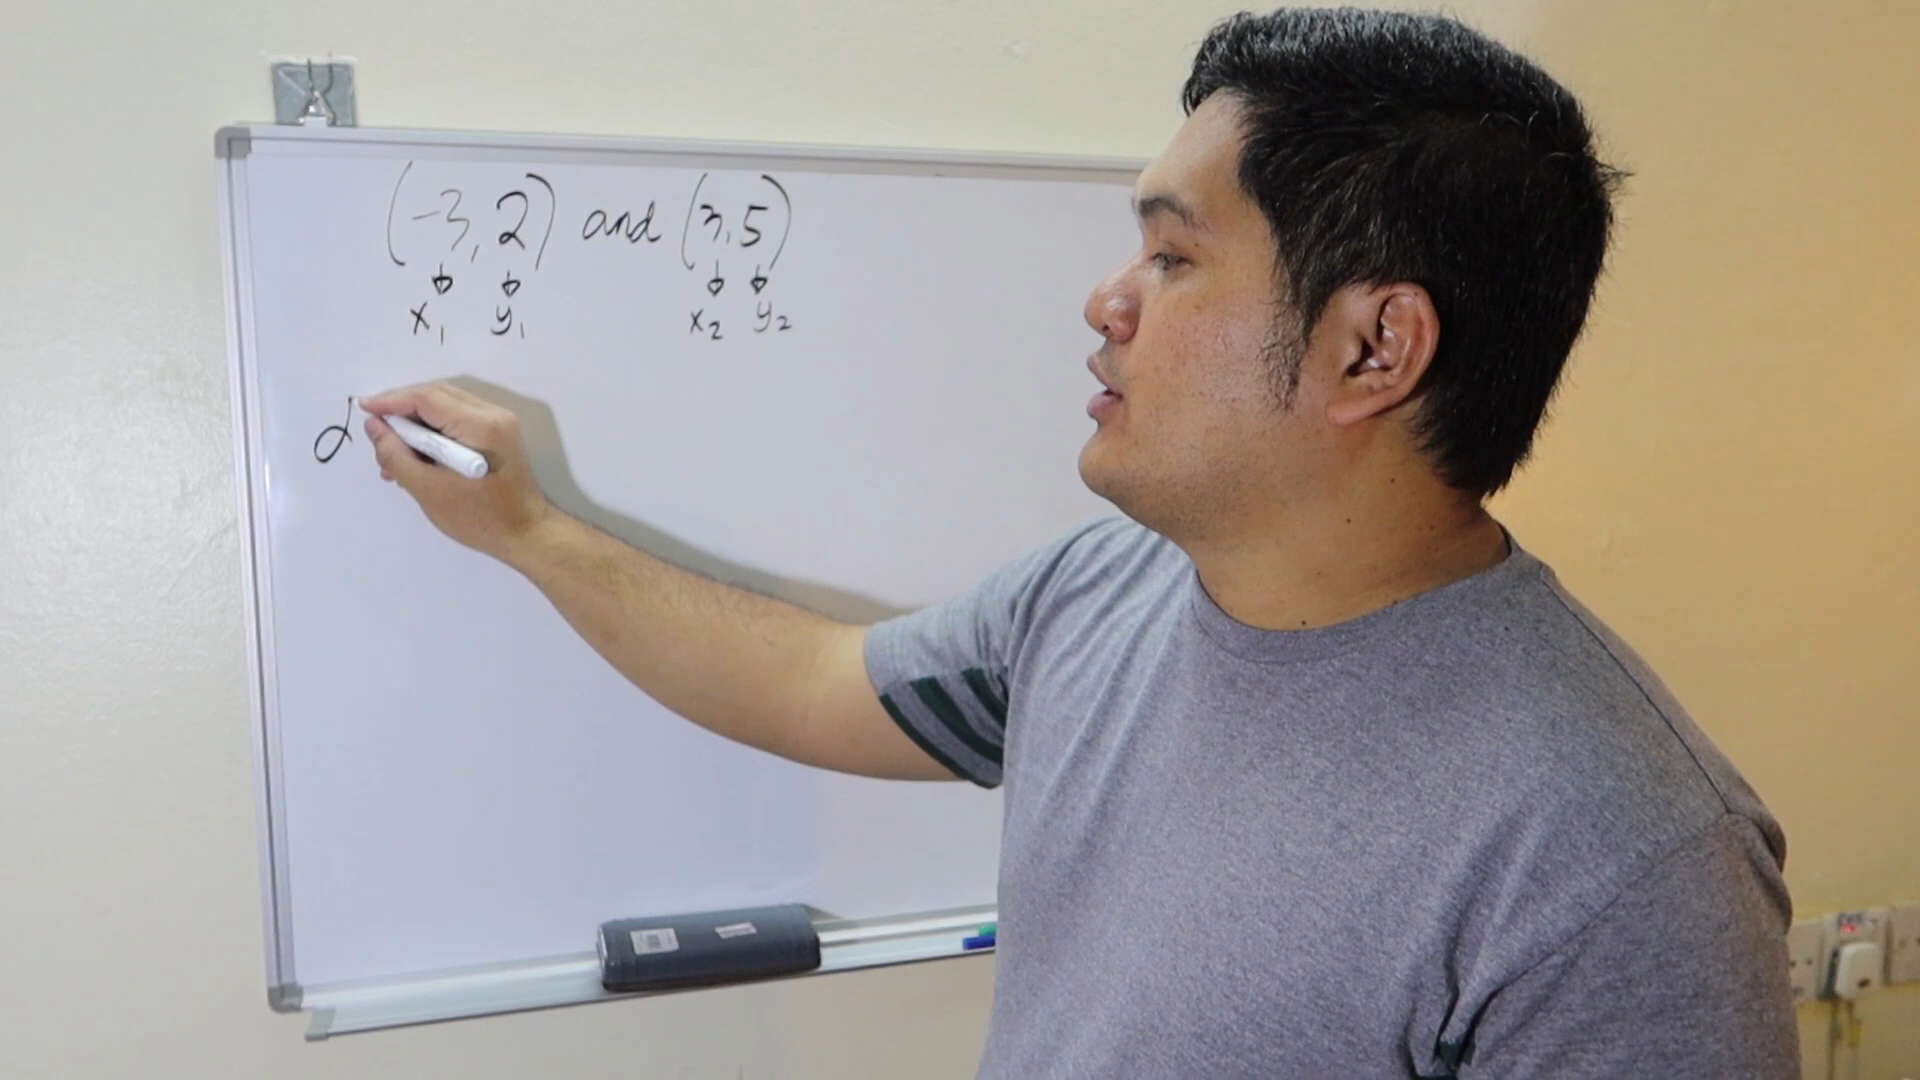 (-3, 2) and (3, 5)
x₁ y₁ x₂ y₂
d